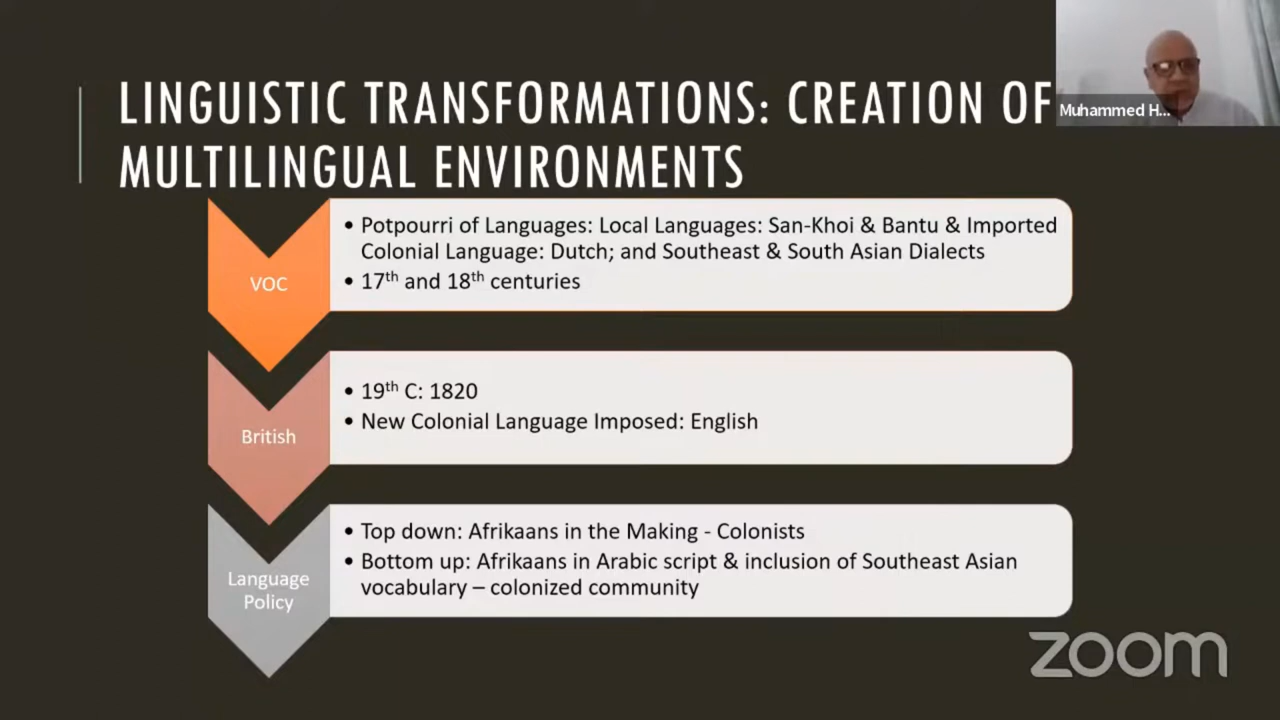 LINGUISTIC TRANSFORMATIONS: CREATION OF
MULTILINGUAL ENVIRONMENTS
Muhammed H...
VOC
• Potpourri of Languages: Local Languages: San-Khoi & Bantu & Imported
Colonial Language: Dutch; and Southeast & South Asian Dialects
• 17th and 18th centuries
British
• 19th C: 1820
• New Colonial Language Imposed: English
Language
Policy
• Top down: Afrikaans in the Making - Colonists
• Bottom up: Afrikaans in Arabic script & inclusion of Southeast Asian
vocabulary – colonized community
zoom